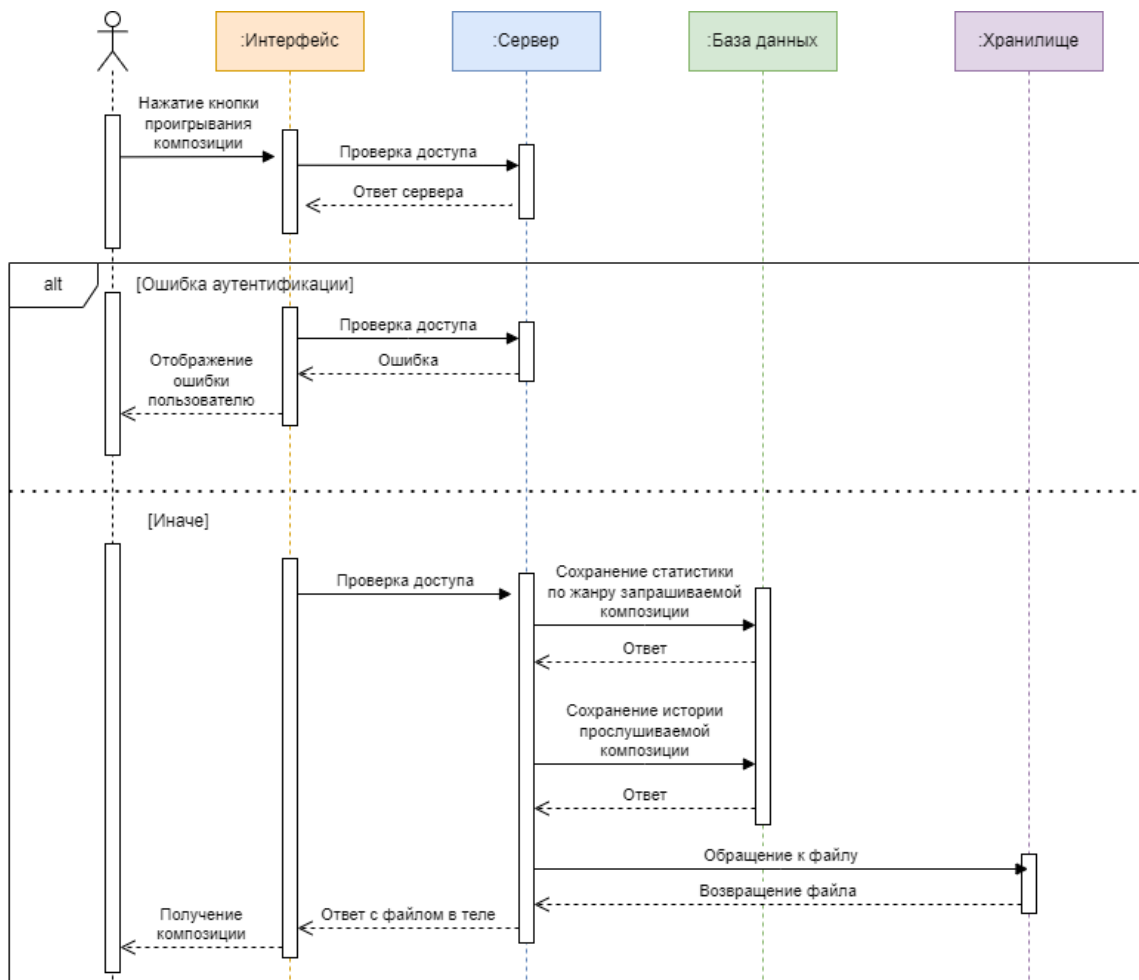 :Интерфейс
:Сервер
:База данных
:Хранилище
Нажатие кнопки
проигрывания
композиции
Проверка доступа
Ответ сервера
alt
[Ошибка аутентификации]
Проверка доступа
Ошибка
Отображение
ошибки
пользователю
[Иначе]
Проверка доступа
Сохранение статистики
по жанру запрашиваемой
композиции
Ответ
Сохранение истории
прослушиваемой
композиции
Ответ
Обращение к файлу
Возвращение файла
Ответ с файлом в теле
Получение
композиции